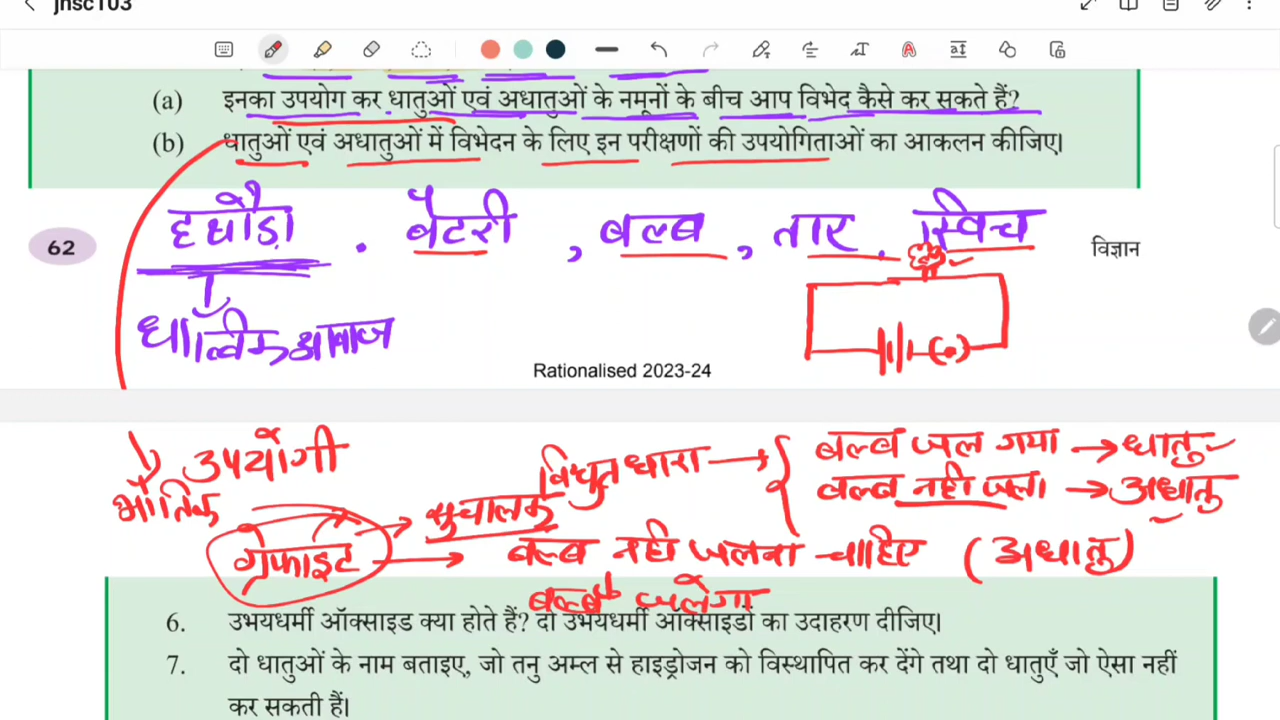 jhsc103
(a) इनका उपयोग कर धातुओं एवं अधातुओं के नमूनों के बीच आप विभेद कैसे कर सकते हैं?
(b) धातुओं एवं अधातुओं में विभेदन के लिए इन परीक्षणों की उपयोगिताओं का आकलन कीजिए।
हथौड़ा . बैटरी , बल्ब , तार . स्विच
62
विज्ञान
धात्विक आवाज
Rationalised 2023-24
उपयोगी
विधुत धारा → { बल्ब जल गया → धातु
बल्ब नही जला → अधातु
भौतिक
ग्रेफाइट → सुचालक
→ बल्ब नही जलना चाहिए (अधातु)
बल्ब जलेगा
6. उभयधर्मी ऑक्साइड क्या होते हैं? दो उभयधर्मी ऑक्साइडों का उदाहरण दीजिए।
7. दो धातुओं के नाम बताइए, जो तनु अम्ल से हाइड्रोजन को विस्थापित कर देंगे तथा दो धातुएँ जो ऐसा नहीं
कर सकती हैं।